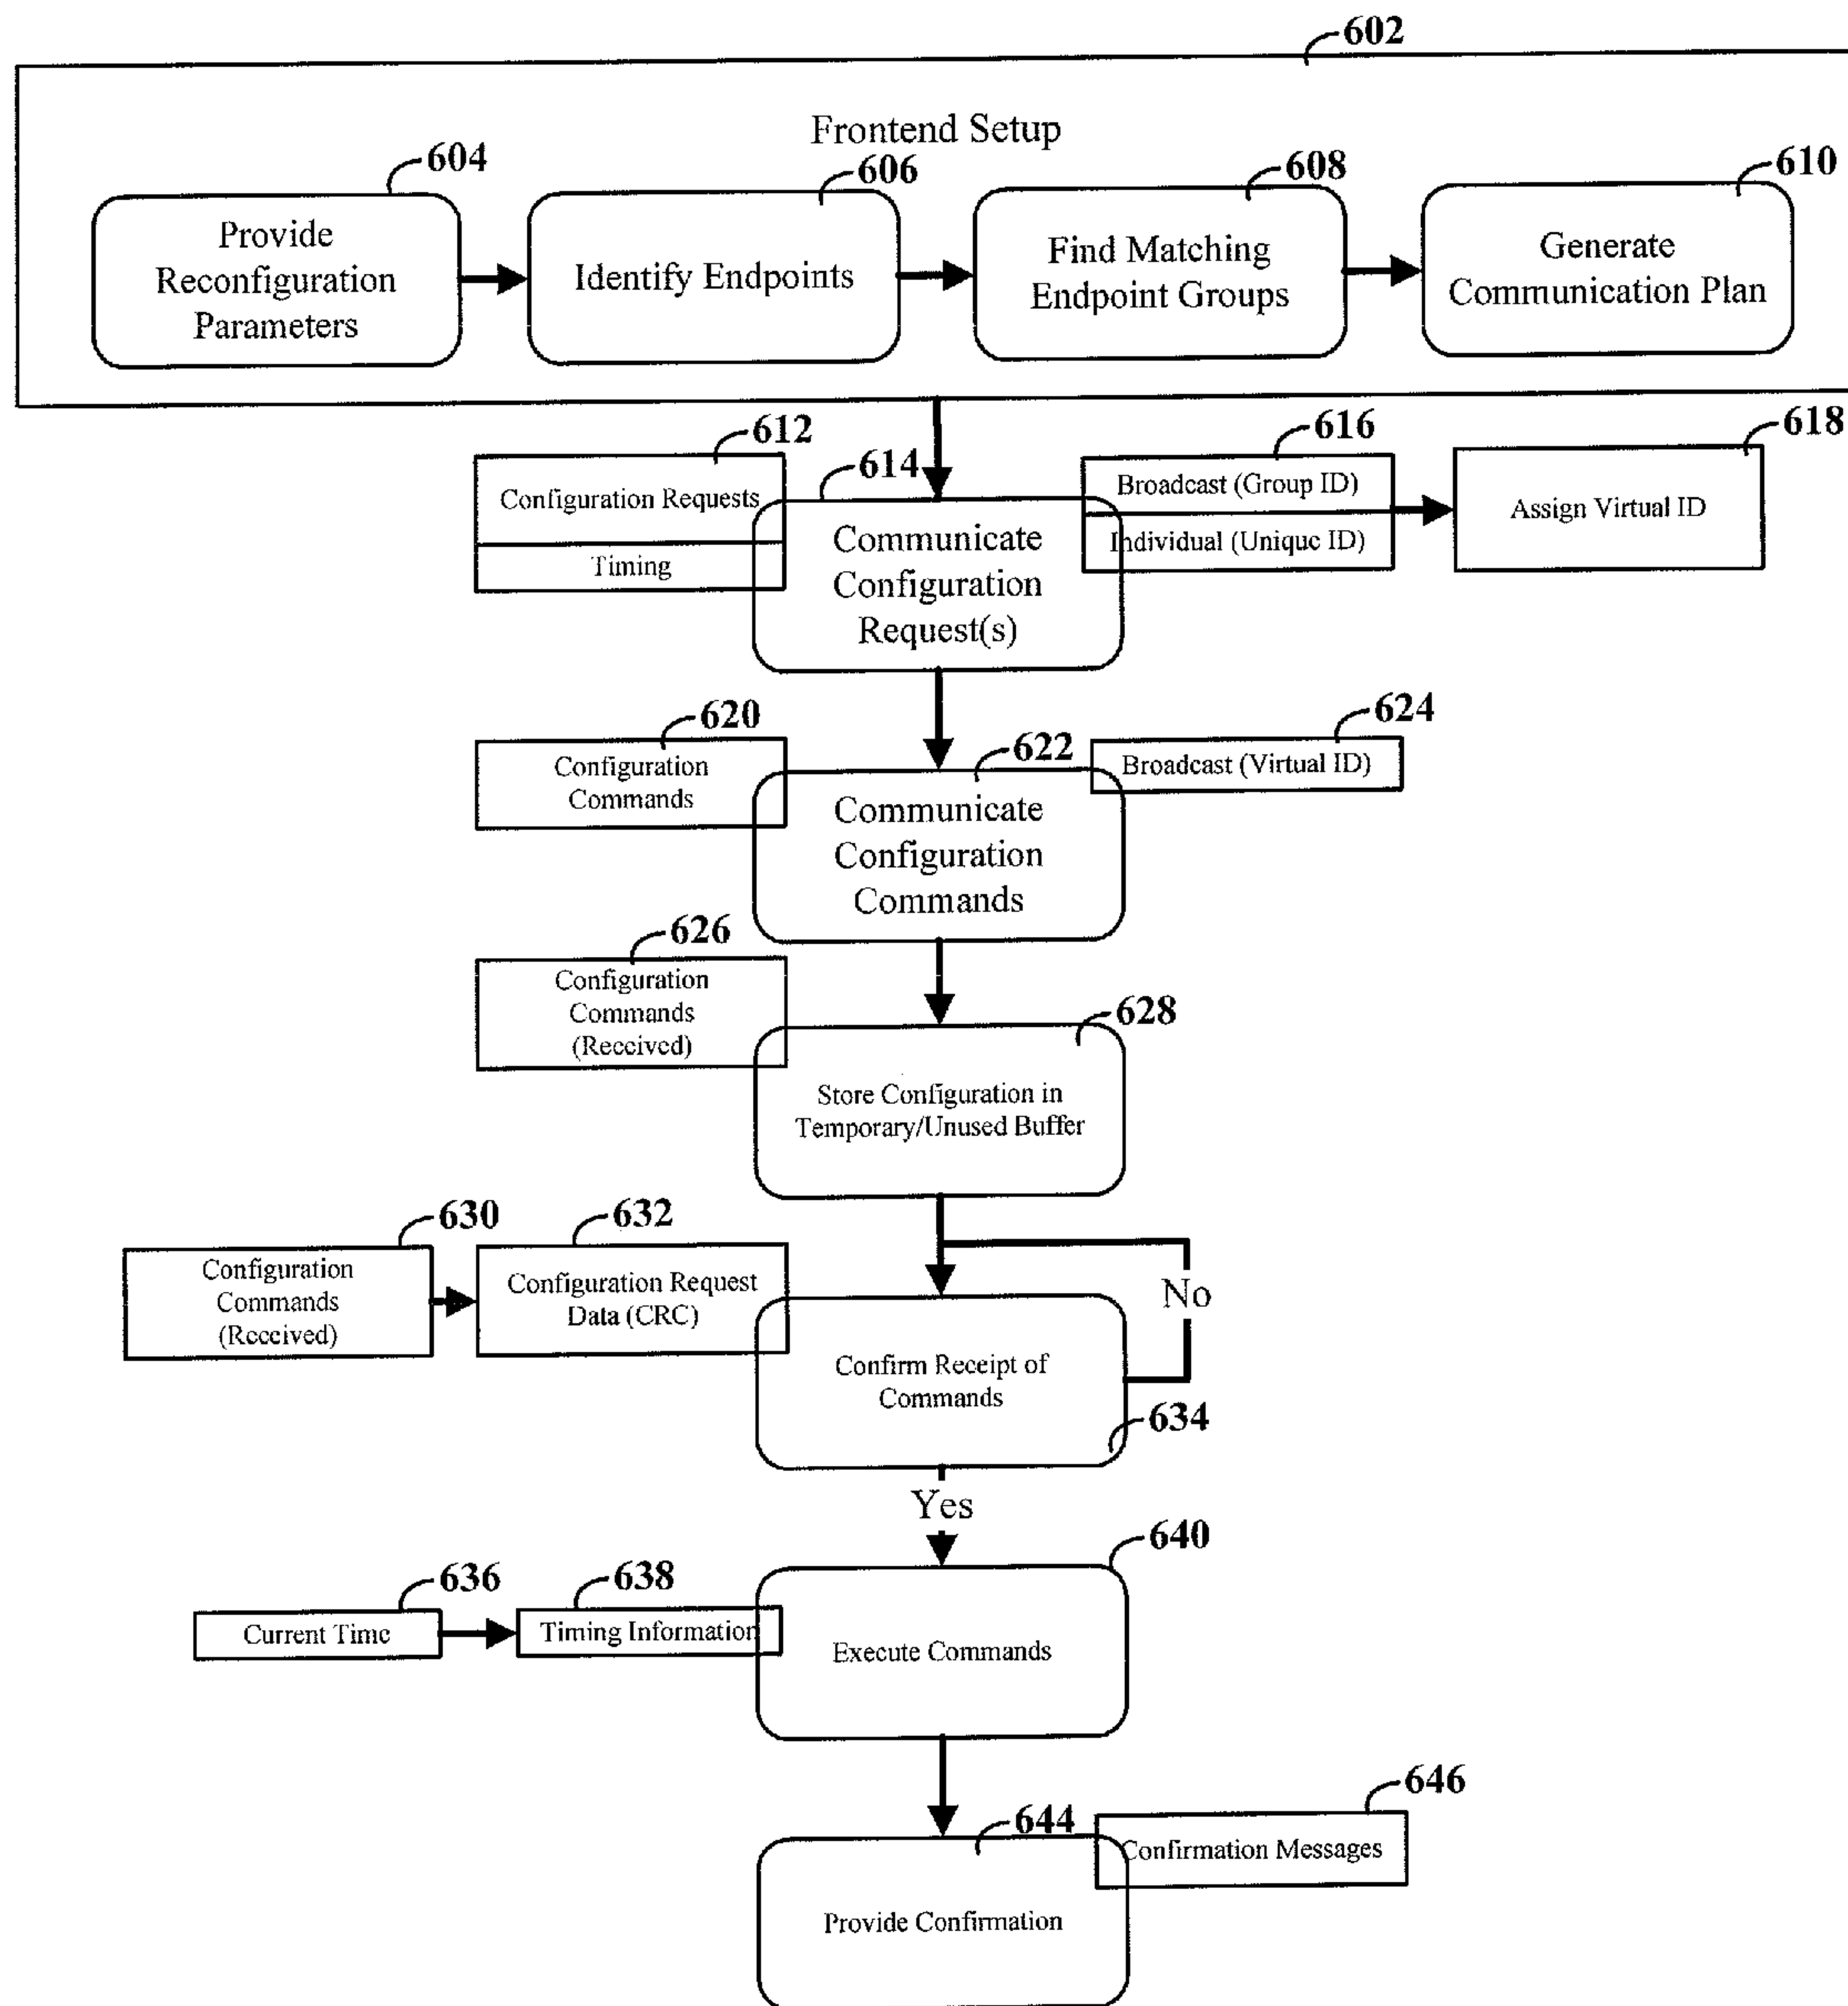 602
Frontend Setup
604
606
608
610
Provide
Reconfiguration
Parameters
Identify Endpoints
Find Matching
Endpoint Groups
Generate
Communication Plan
612
614
616
618
Configuration Requests
Timing
Communicate
Configuration
Request(s)
Broadcast (Group ID)
Individual (Unique ID)
Assign Virtual ID
620
622
624
Configuration
Commands
Communicate
Configuration
Commands
Broadcast (Virtual ID)
626
628
Configuration
Commands
(Received)
Store Configuration in
Temporary/Unused Buffer
630
632
Configuration
Commands
(Received)
Configuration Request
Data (CRC)
No
Confirm Receipt of
Commands
634
Yes
636
638
640
Current Time
Timing Information
Execute Commands
644
646
Confirmation Messages
Provide Confirmation